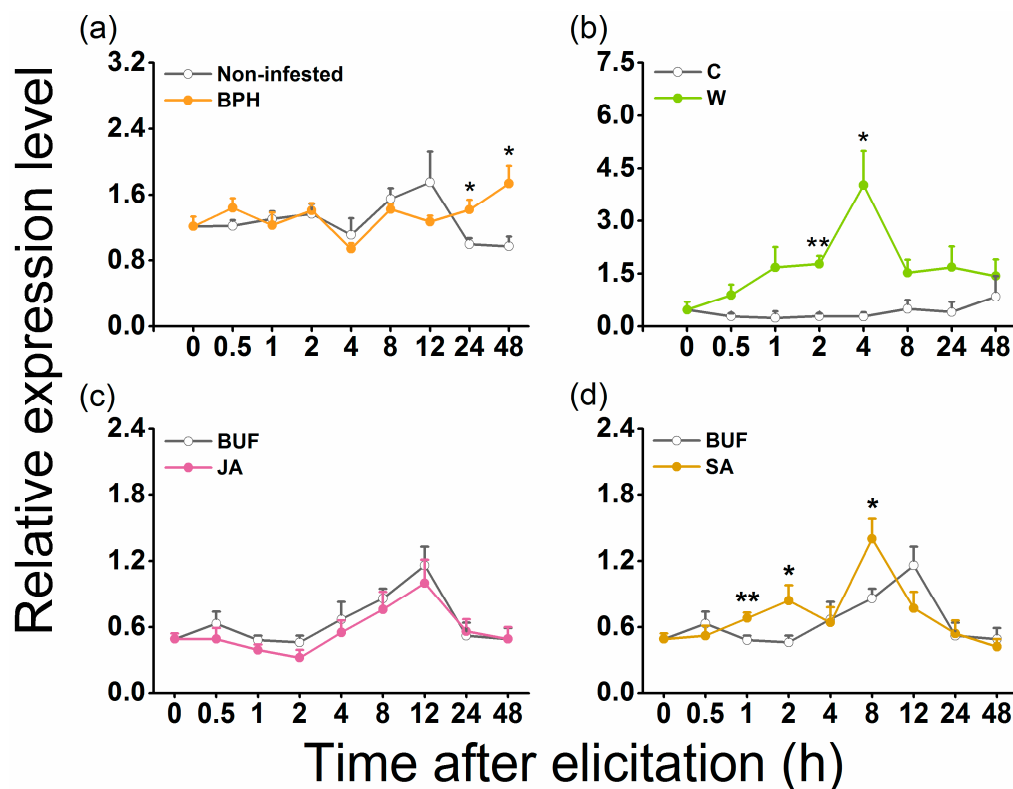 Relative expression level
(a)
Non-infested
BPH
3.2
2.4
1.6
0.8
0.0
* *
0 0.5 1 2 4 8 12 24 48
(b)
C
W
7.5
6.0
4.5
3.0
1.5
0.0
** *
0 0.5 1 2 4 8 24 48
(c)
BUF
JA
2.4
1.8
1.2
0.6
0.0
0 0.5 1 2 4 8 12 24 48
(d)
BUF
SA
2.4
1.8
1.2
0.6
0.0
** * *
0 0.5 1 2 4 8 12 24 48
Time after elicitation (h)